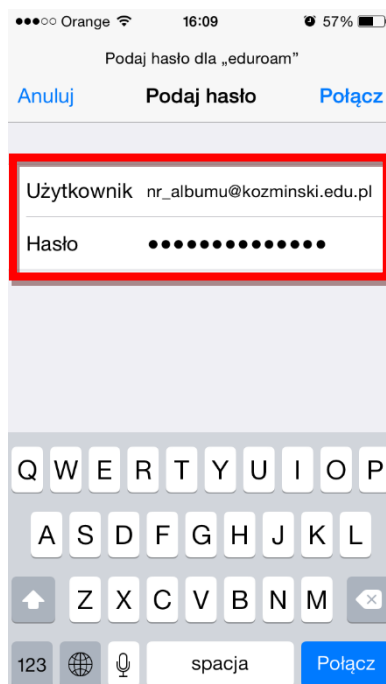 Orange 16:09 57%
Podaj hasło dla „eduroam”
Anuluj Podaj hasło Połącz
Użytkownik nr_albumu@kozminski.edu.pl
Hasło ••••••••••••••
Q W E R T Y U I O P
A S D F G H J K L
Z X C V B N M
123 spacja Połącz